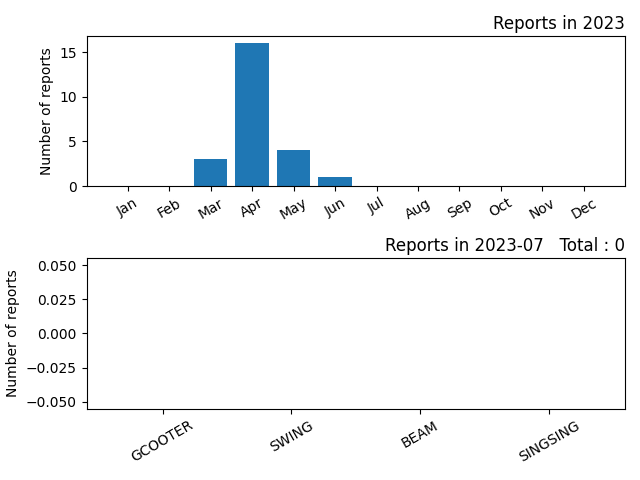 Reports in 2023
Number of reports
15
10
5
0
Jan Feb Mar Apr May Jun Jul Aug Sep Oct Nov Dec
Reports in 2023-07   Total : 0
Number of reports
0.050
0.025
0.000
−0.025
−0.050
GCOOTER SWING BEAM SINGSING